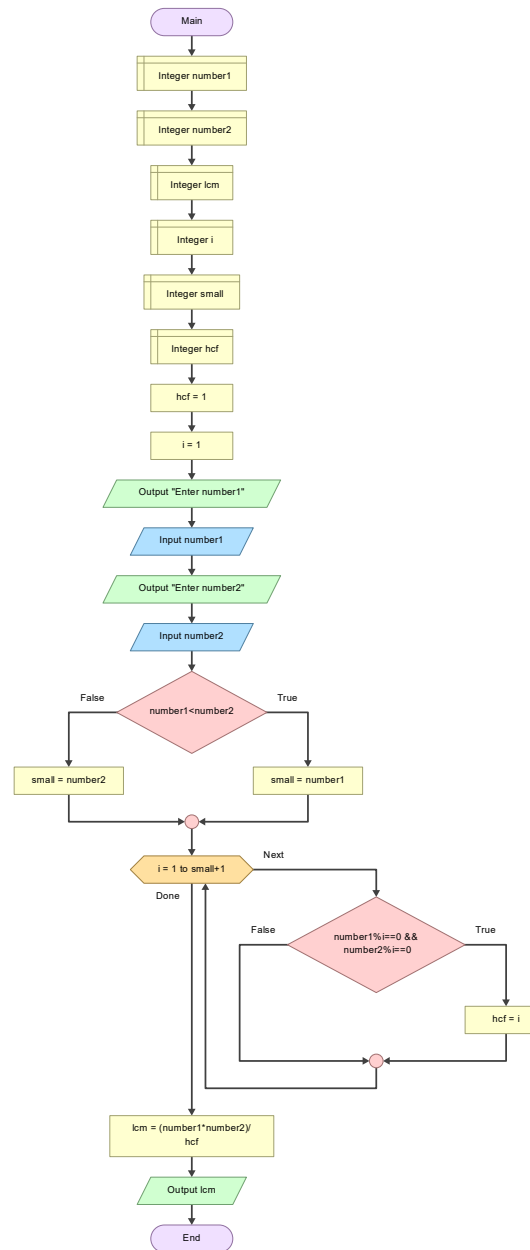 Main
Integer number1
Integer number2
Integer lcm
Integer i
Integer small
Integer hcf
hcf = 1
i = 1
Output "Enter number1"
Input number1
Output "Enter number2"
Input number2
False
True
number1<number2
small = number2
small = number1
i = 1 to small+1
Next
Done
False
True
number1%i==0 &&
number2%i==0
hcf = i
lcm = (number1*number2)/
hcf
Output lcm
End